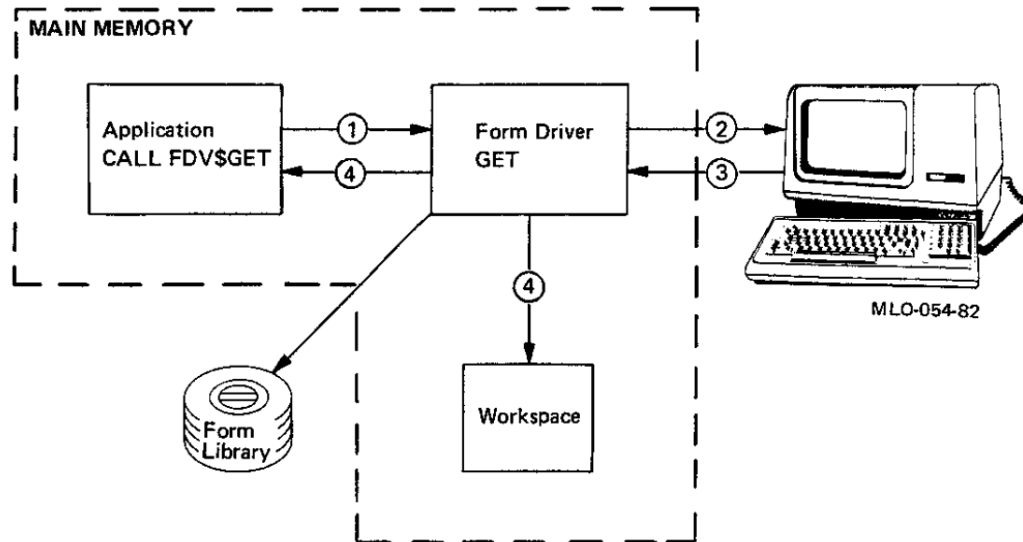 MAIN MEMORY
Application
CALL FDV$GET
1
4
Form Driver
GET
2
3
MLO-054-82
4
Form
Library
Workspace